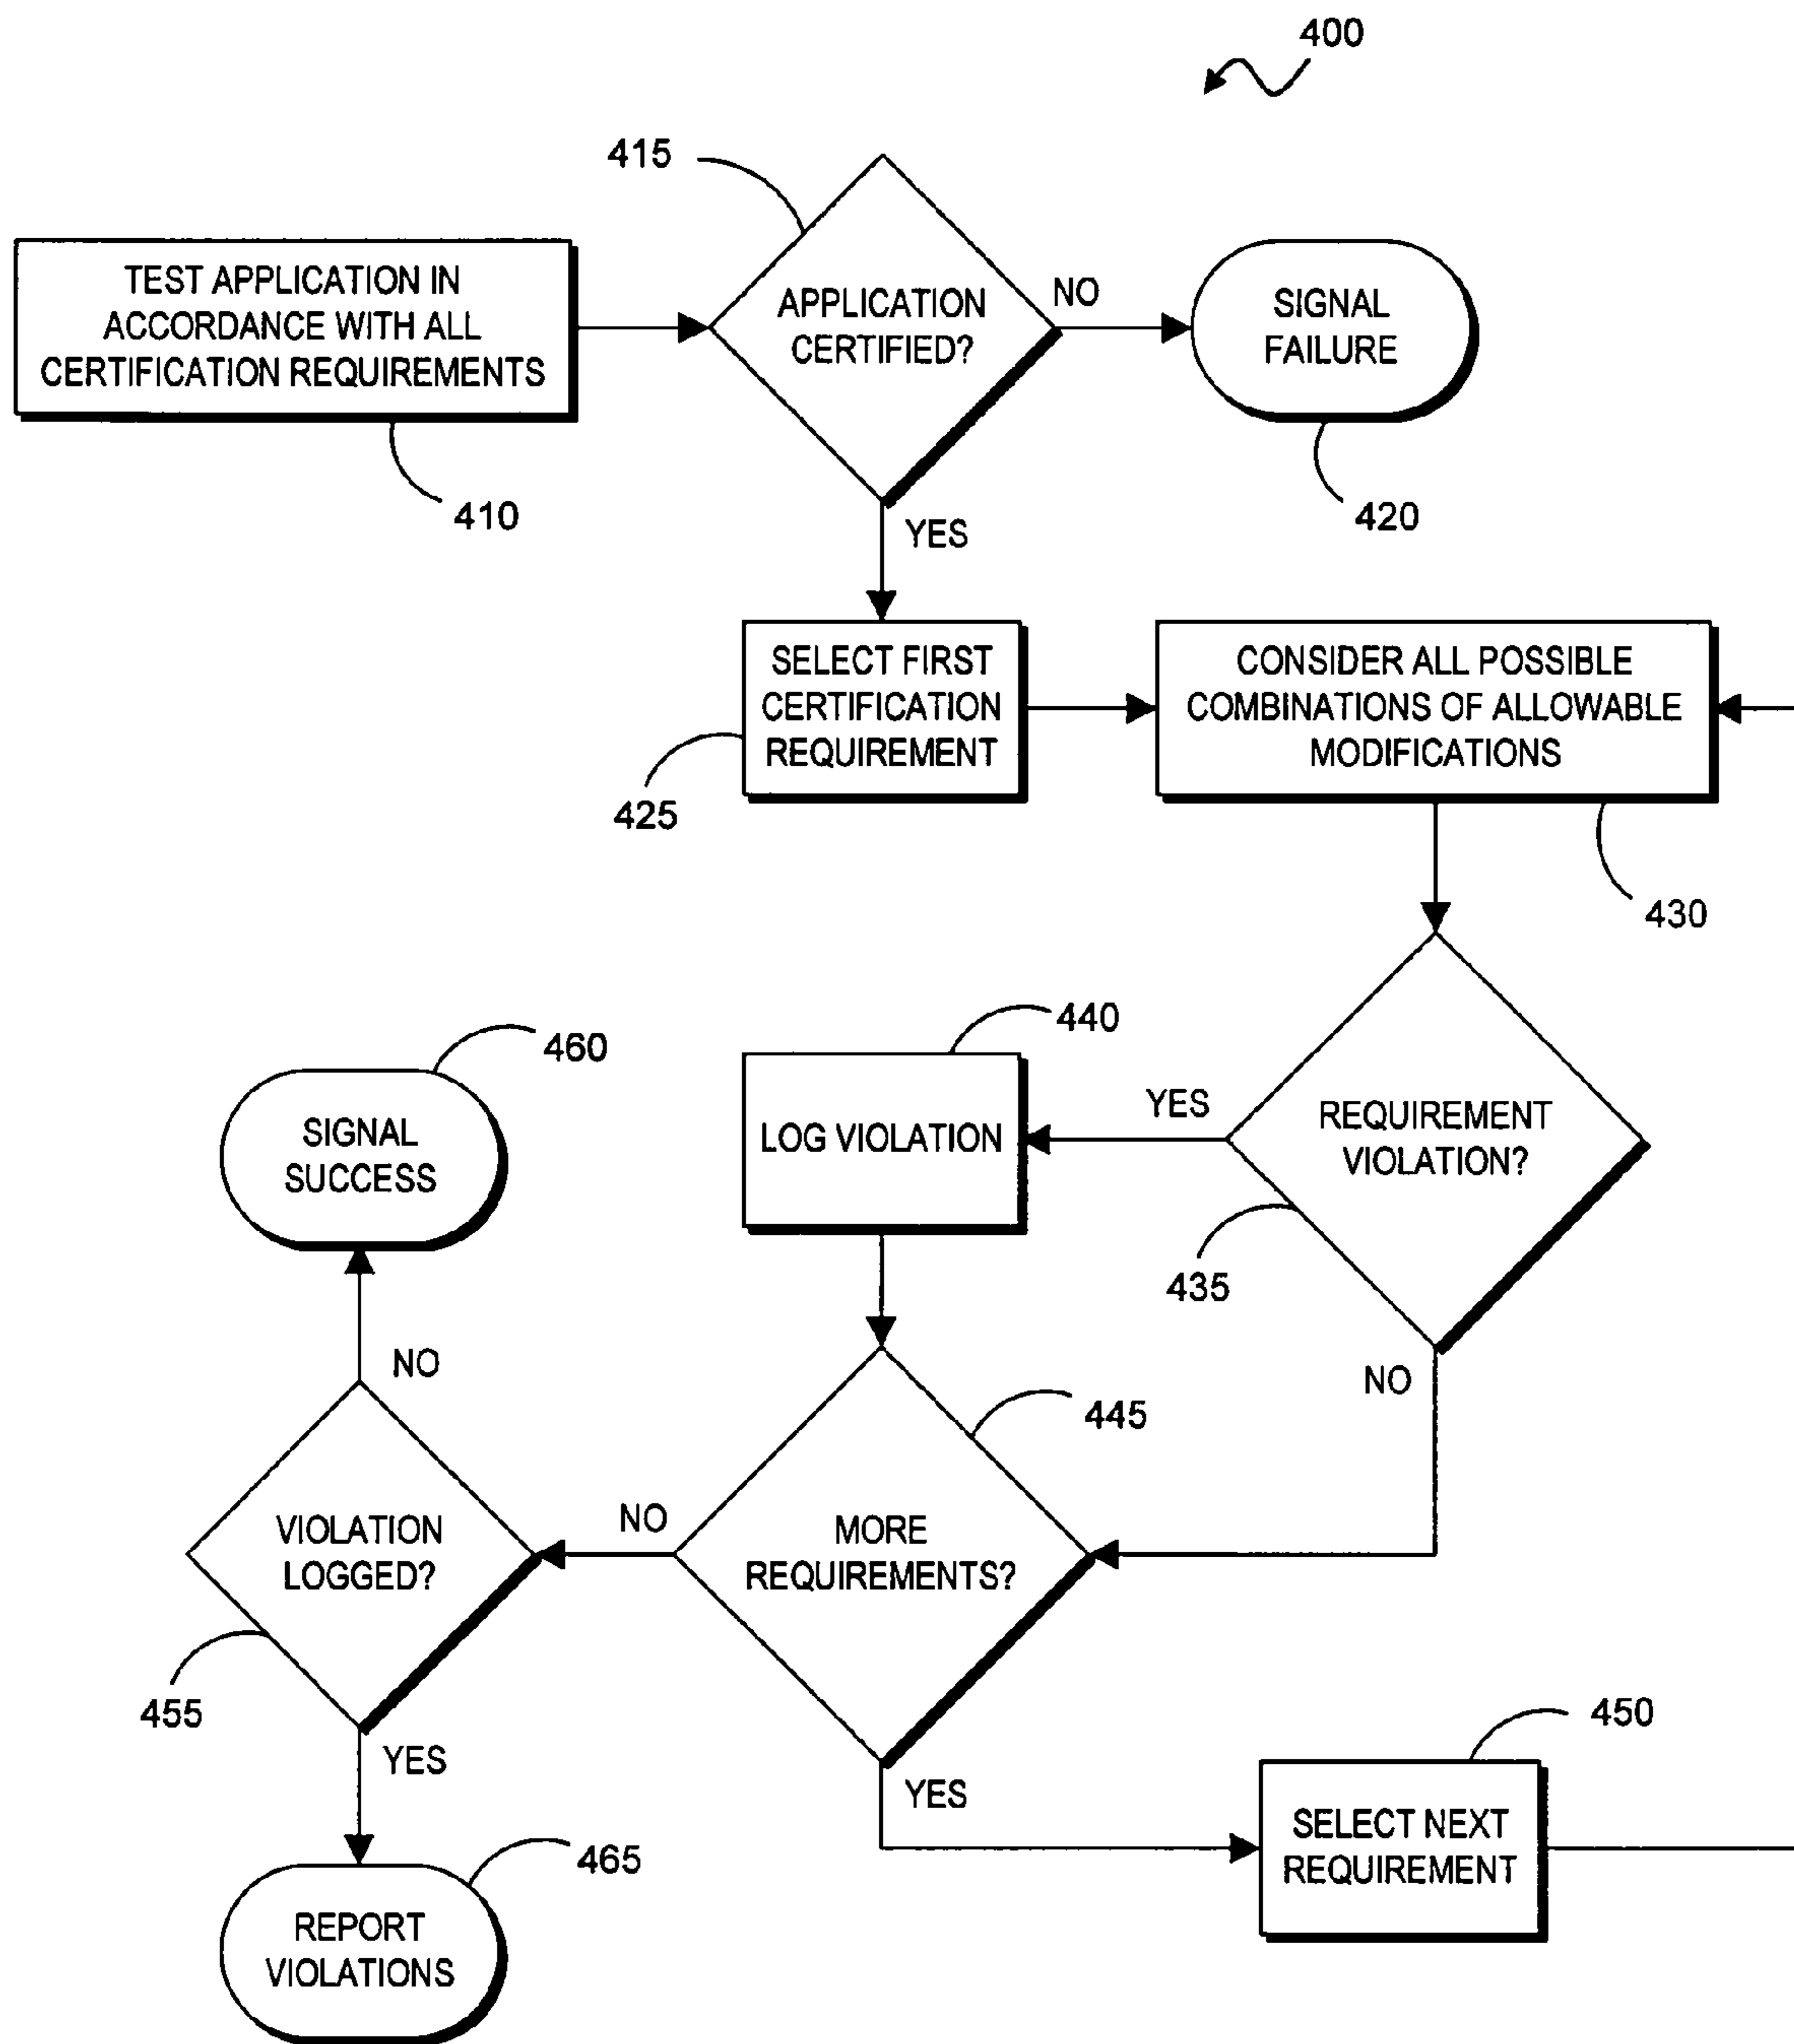 400
415
TEST APPLICATION IN
ACCORDANCE WITH ALL
CERTIFICATION REQUIREMENTS
APPLICATION
CERTIFIED?
NO
SIGNAL
FAILURE
410
420
YES
SELECT FIRST
CERTIFICATION
REQUIREMENT
CONSIDER ALL POSSIBLE
COMBINATIONS OF ALLOWABLE
MODIFICATIONS
425
430
440
460
SIGNAL
SUCCESS
LOG VIOLATION
YES
REQUIREMENT
VIOLATION?
435
NO
NO
445
VIOLATION
LOGGED?
NO
MORE
REQUIREMENTS?
455
YES
YES
450
SELECT NEXT
REQUIREMENT
465
REPORT
VIOLATIONS